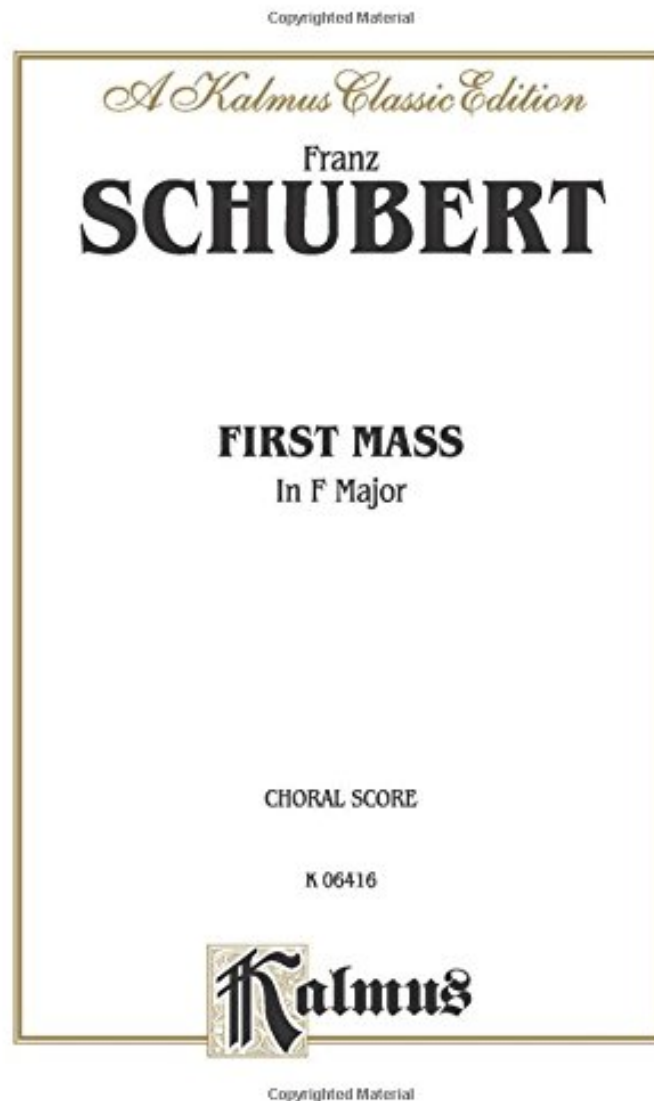 Copyrighted Material
A Kalmus Classic Edition
Franz
SCHUBERT
FIRST MASS
In F Major
CHORAL SCORE
K 06416
Kalmus
Copyrighted Material